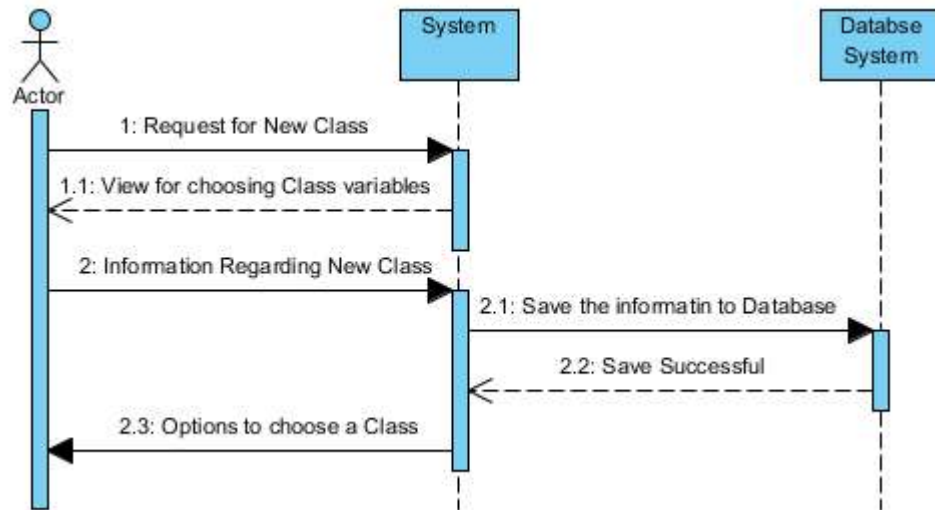 System
Databse
System
Actor
1: Request for New Class
1.1: View for choosing Class variables
2: Information Regarding New Class
2.1: Save the informatin to Database
2.2: Save Successful
2.3: Options to choose a Class